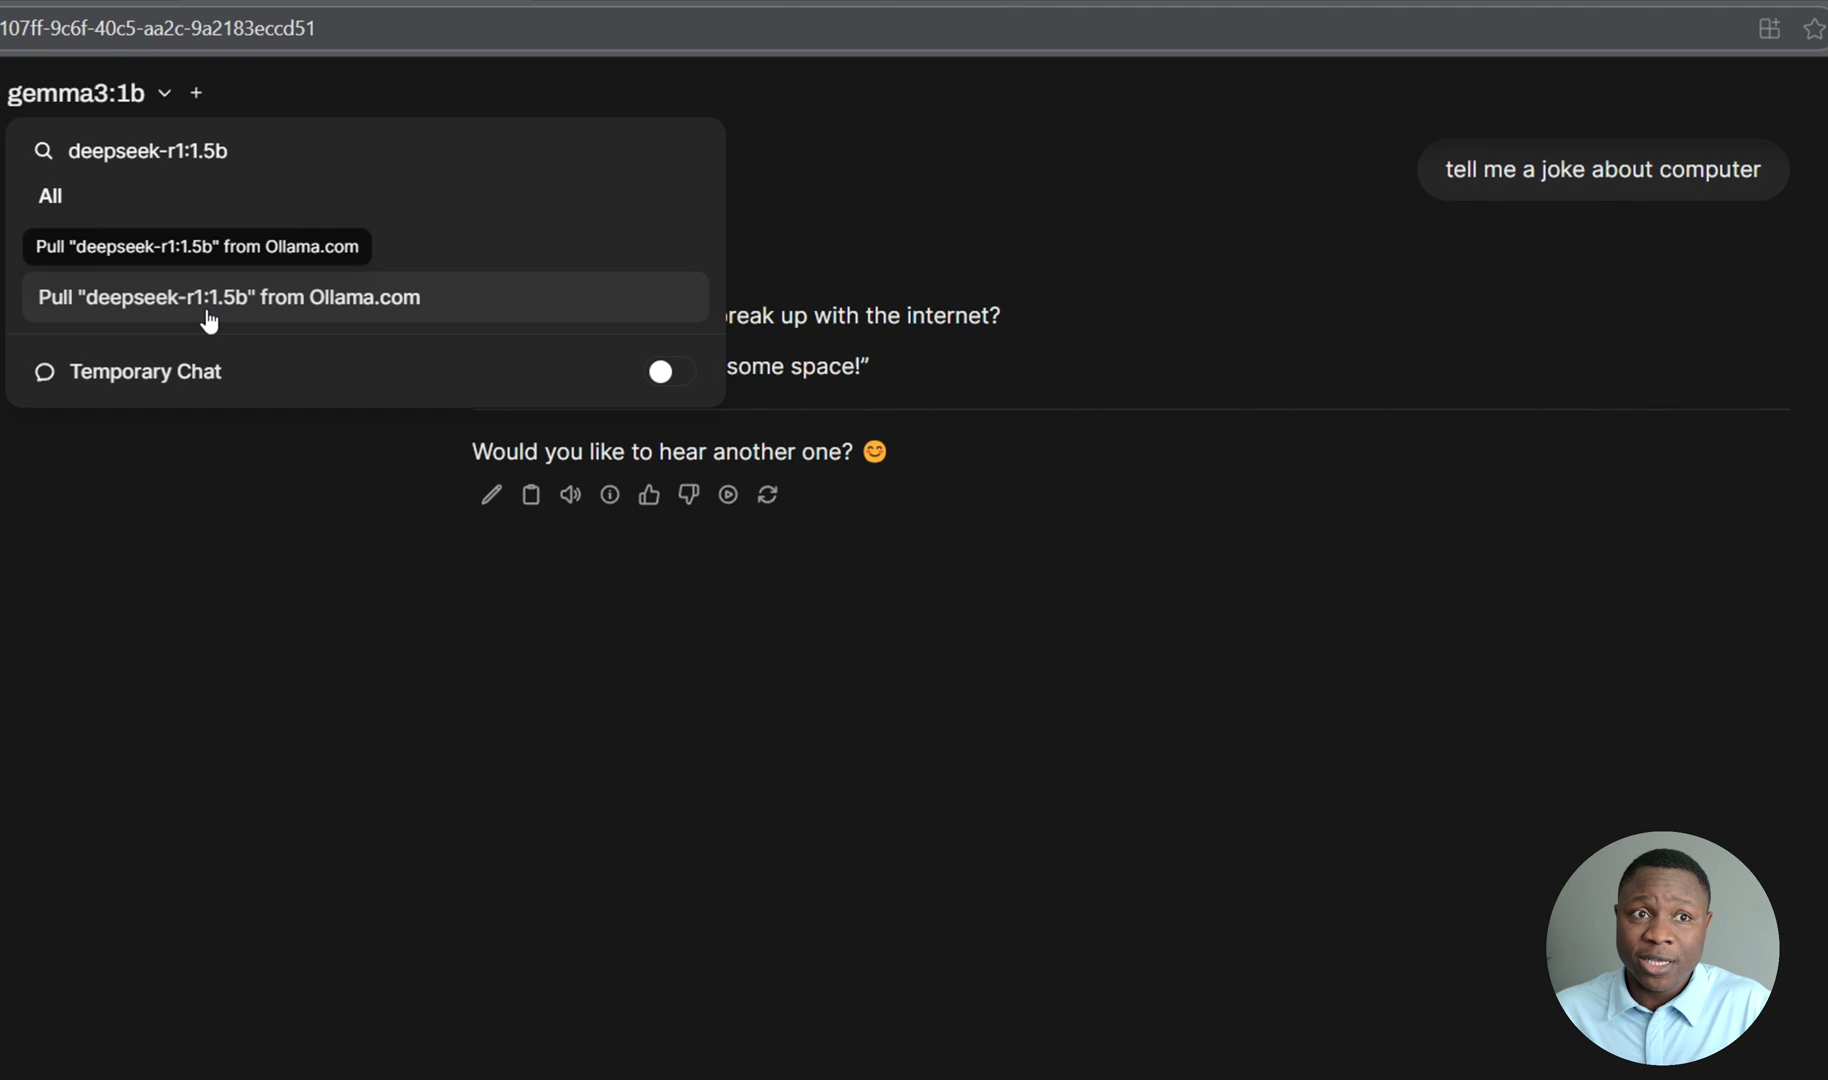 107ff-9c6f-40c5-aa2c-9a2183eccd51
gemma3:1b
deepseek-r1:1.5b
All
Pull "deepseek-r1:1.5b" from Ollama.com
Pull "deepseek-r1:1.5b" from Ollama.com
Temporary Chat
tell me a joke about computer
reak up with the internet?
some space!”
Would you like to hear another one? 😊